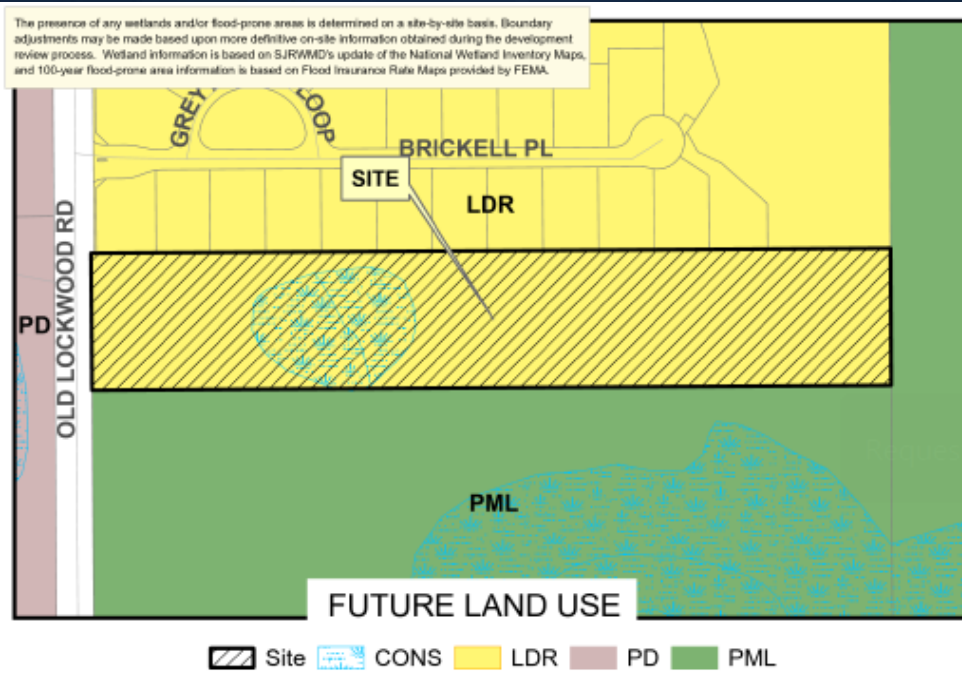 The presence of any wetlands and/or flood-prone areas is determined on a site-by-site basis. Boundary
adjustments may be made based upon more definitive on-site information obtained during the development
review process. Wetland information is based on SJRWMD's update of the National Wetland Inventory Maps,
and 100-year flood-prone area information is based on Flood Insurance Rate Maps provided by FEMA.
LOOP
BRICKELL PL
SITE
LDR
PD
OLD LOCKWOOD RD
PML
FUTURE LAND USE
Site CONS LDR PD PML